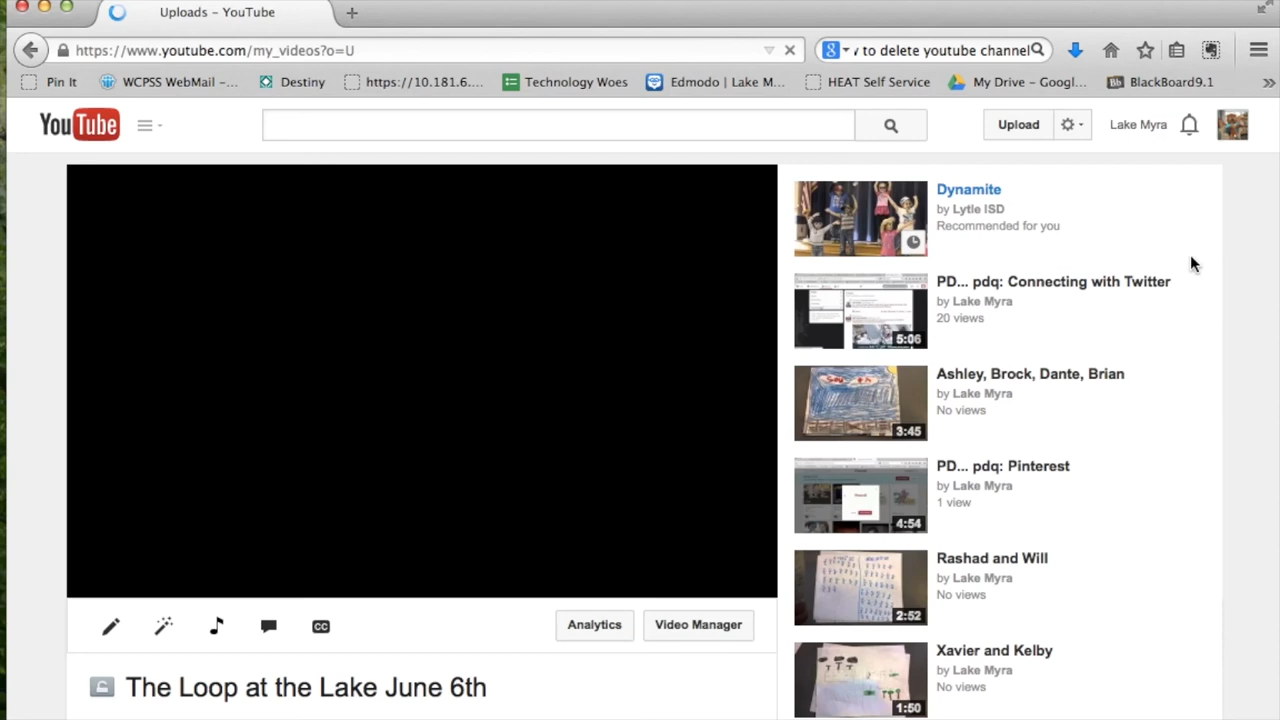 Uploads - YouTube
https://www.youtube.com/my_videos?o=U
to delete youtube channel
Pin It
WCPSS WebMail -...
Destiny
https://10.181.6....
Technology Woes
Edmodo | Lake M...
HEAT Self Service
My Drive - Googl...
Bb BlackBoard9.1
YouTube
Upload
Lake Myra
Dynamite
by Lytle ISD
Recommended for you
PD... pdq: Connecting with Twitter
by Lake Myra
20 views
5:06
Ashley, Brock, Dante, Brian
by Lake Myra
No views
3:45
PD... pdq: Pinterest
by Lake Myra
1 view
4:54
Rashad and Will
by Lake Myra
No views
2:52
CC
Analytics
Video Manager
Xavier and Kelby
by Lake Myra
No views
1:50
The Loop at the Lake June 6th